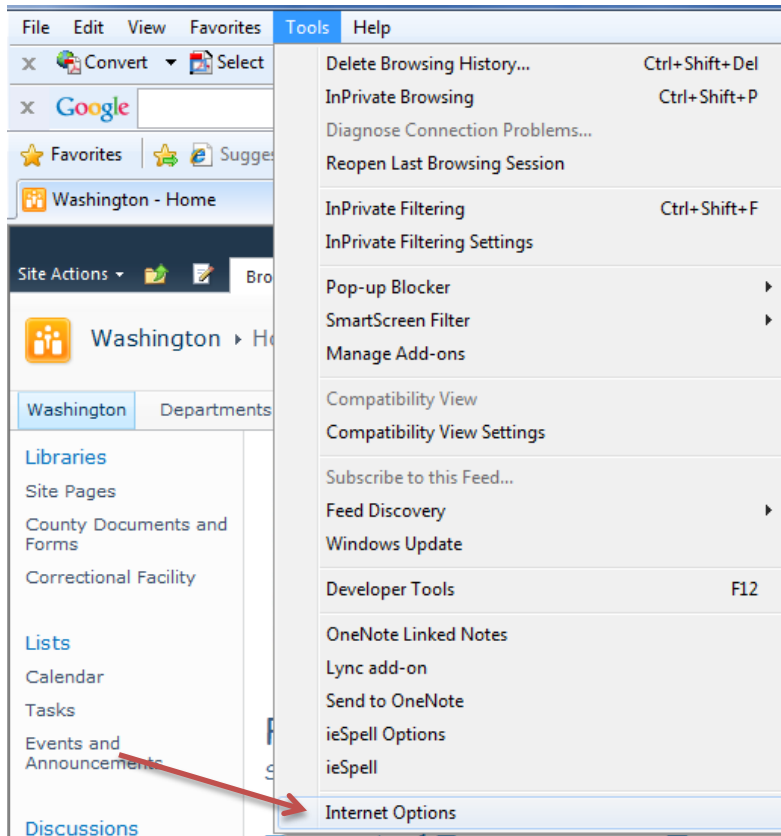 File Edit View Favorites Tools Help
x Convert Select
x Google
Favorites
Washington - Home
Site Actions
Washington
Washington Departments
Libraries
Site Pages
County Documents and
Forms
Correctional Facility
Lists
Calendar
Tasks
Events and
Announcements
Discussions
Delete Browsing History... Ctrl+Shift+Del
InPrivate Browsing Ctrl+Shift+P
Diagnose Connection Problems...
Reopen Last Browsing Session
InPrivate Filtering Ctrl+Shift+F
InPrivate Filtering Settings
Pop-up Blocker
SmartScreen Filter
Manage Add-ons
Compatibility View
Compatibility View Settings
Subscribe to this Feed...
Feed Discovery
Windows Update
Developer Tools F12
OneNote Linked Notes
Lync add-on
Send to OneNote
ieSpell Options
ieSpell
Internet Options